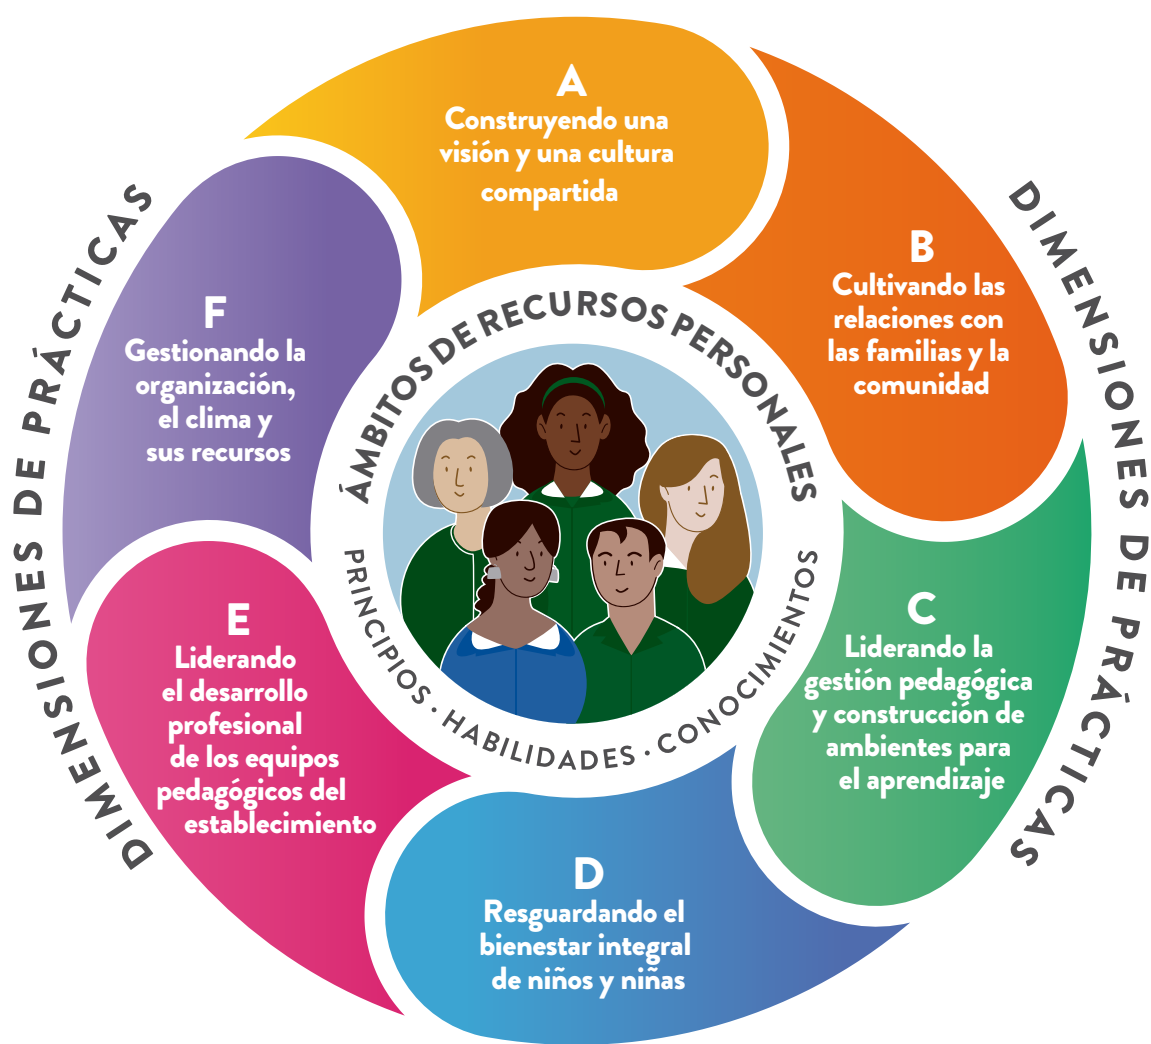 A
Construyendo una
visión y una cultura
compartida
B
Cultivando las
relaciones con
las familias y la
comunidad
C
Liderando la
gestión pedagógica
y construcción de
ambientes para
el aprendizaje
D
Resguardando el
bienestar integral
de niños y niñas
E
Liderando
el desarrollo
profesional
de los equipos
pedagógicos del
establecimiento
F
Gestionando la
organización,
el clima y
sus recursos
DIMENSIONES DE PRÁCTICAS
DIMENSIONES DE PRÁCTICAS
ÁMBITOS DE RECURSOS PERSONALES
PRINCIPIOS · HABILIDADES · CONOCIMIENTOS